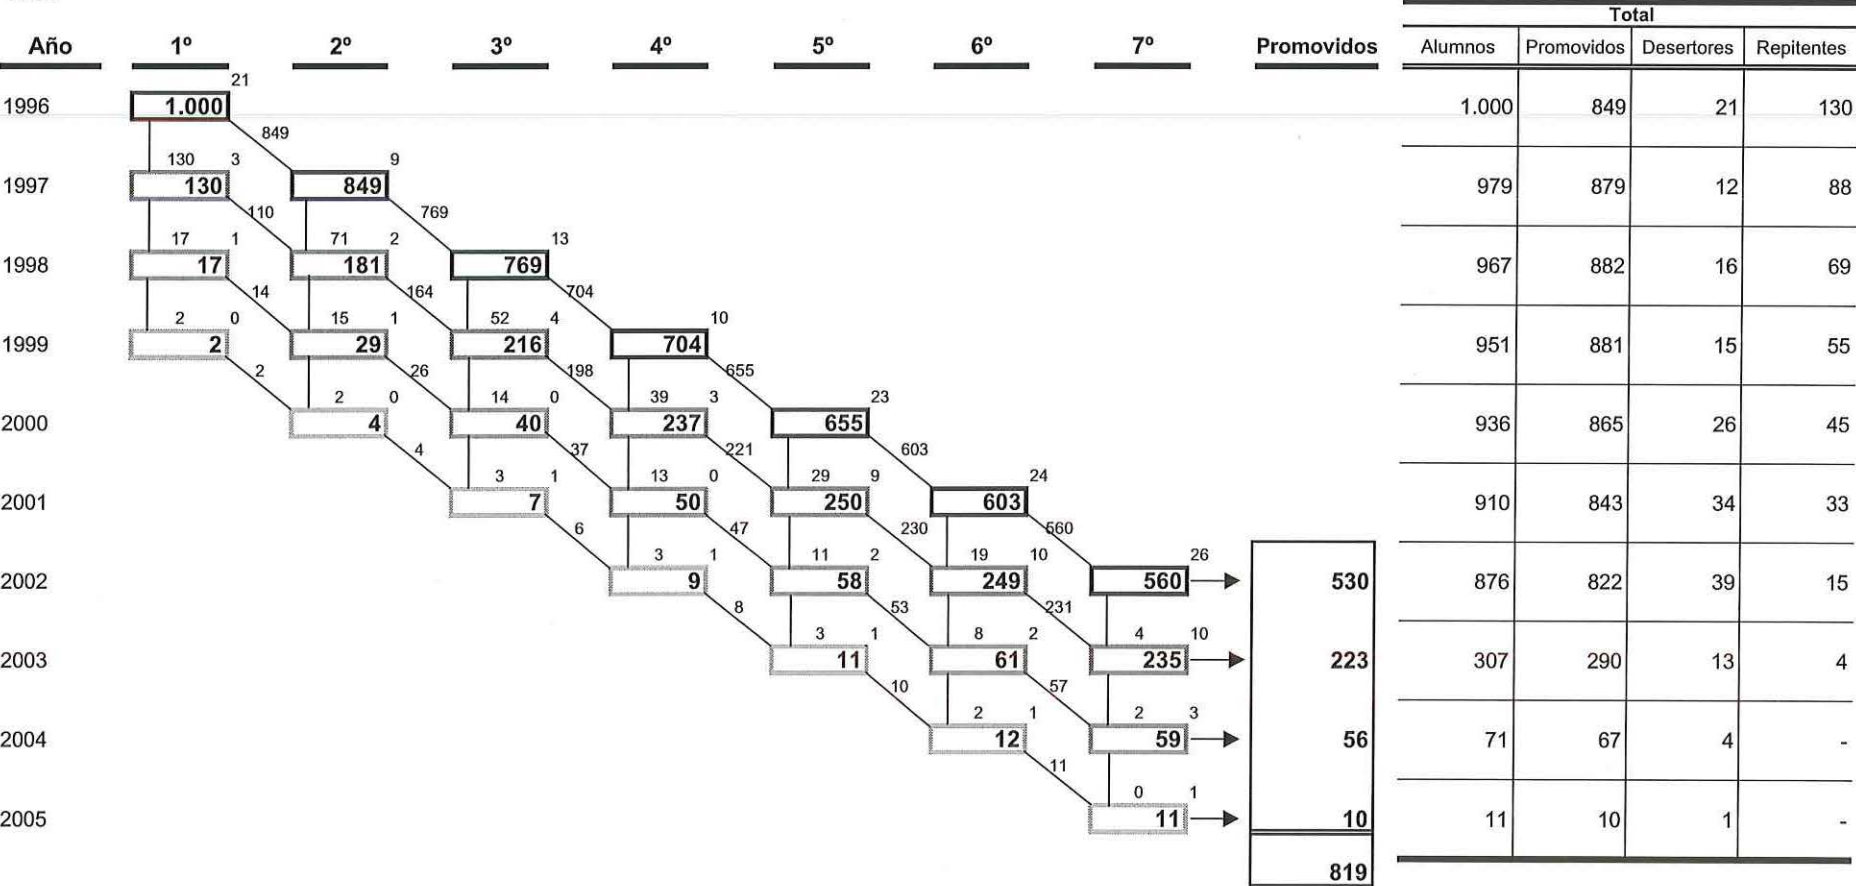 Total
Año 1º 2º 3º 4º 5º 6º 7º Promovidos Alumnos Promovidos Desertores Repitentes
21
1996 1.000 1.000 849 21 130
849
130 3 9
1997 130 849 979 879 12 88
110 769
17 1 71 2 13
1998 17 181 769 967 882 16 69
14 164 704
2 0 15 1 52 4 10
1999 2 29 216 704 951 881 15 55
2 26 198 655
2 0 14 0 39 3 23
2000 4 40 237 655 936 865 26 45
4 37 221 603
3 1 13 0 29 9 24
2001 7 50 250 603 910 843 34 33
6 47 230 560
3 1 11 2 19 10 26
2002 9 58 249 560 530 876 822 39 15
8 53 231
3 1 8 2 4 10
2003 11 61 235 223 307 290 13 4
10 57
2 1 2 3
2004 12 59 56 71 67 4 -
11
0 1
2005 11 10 11 10 1 -
819